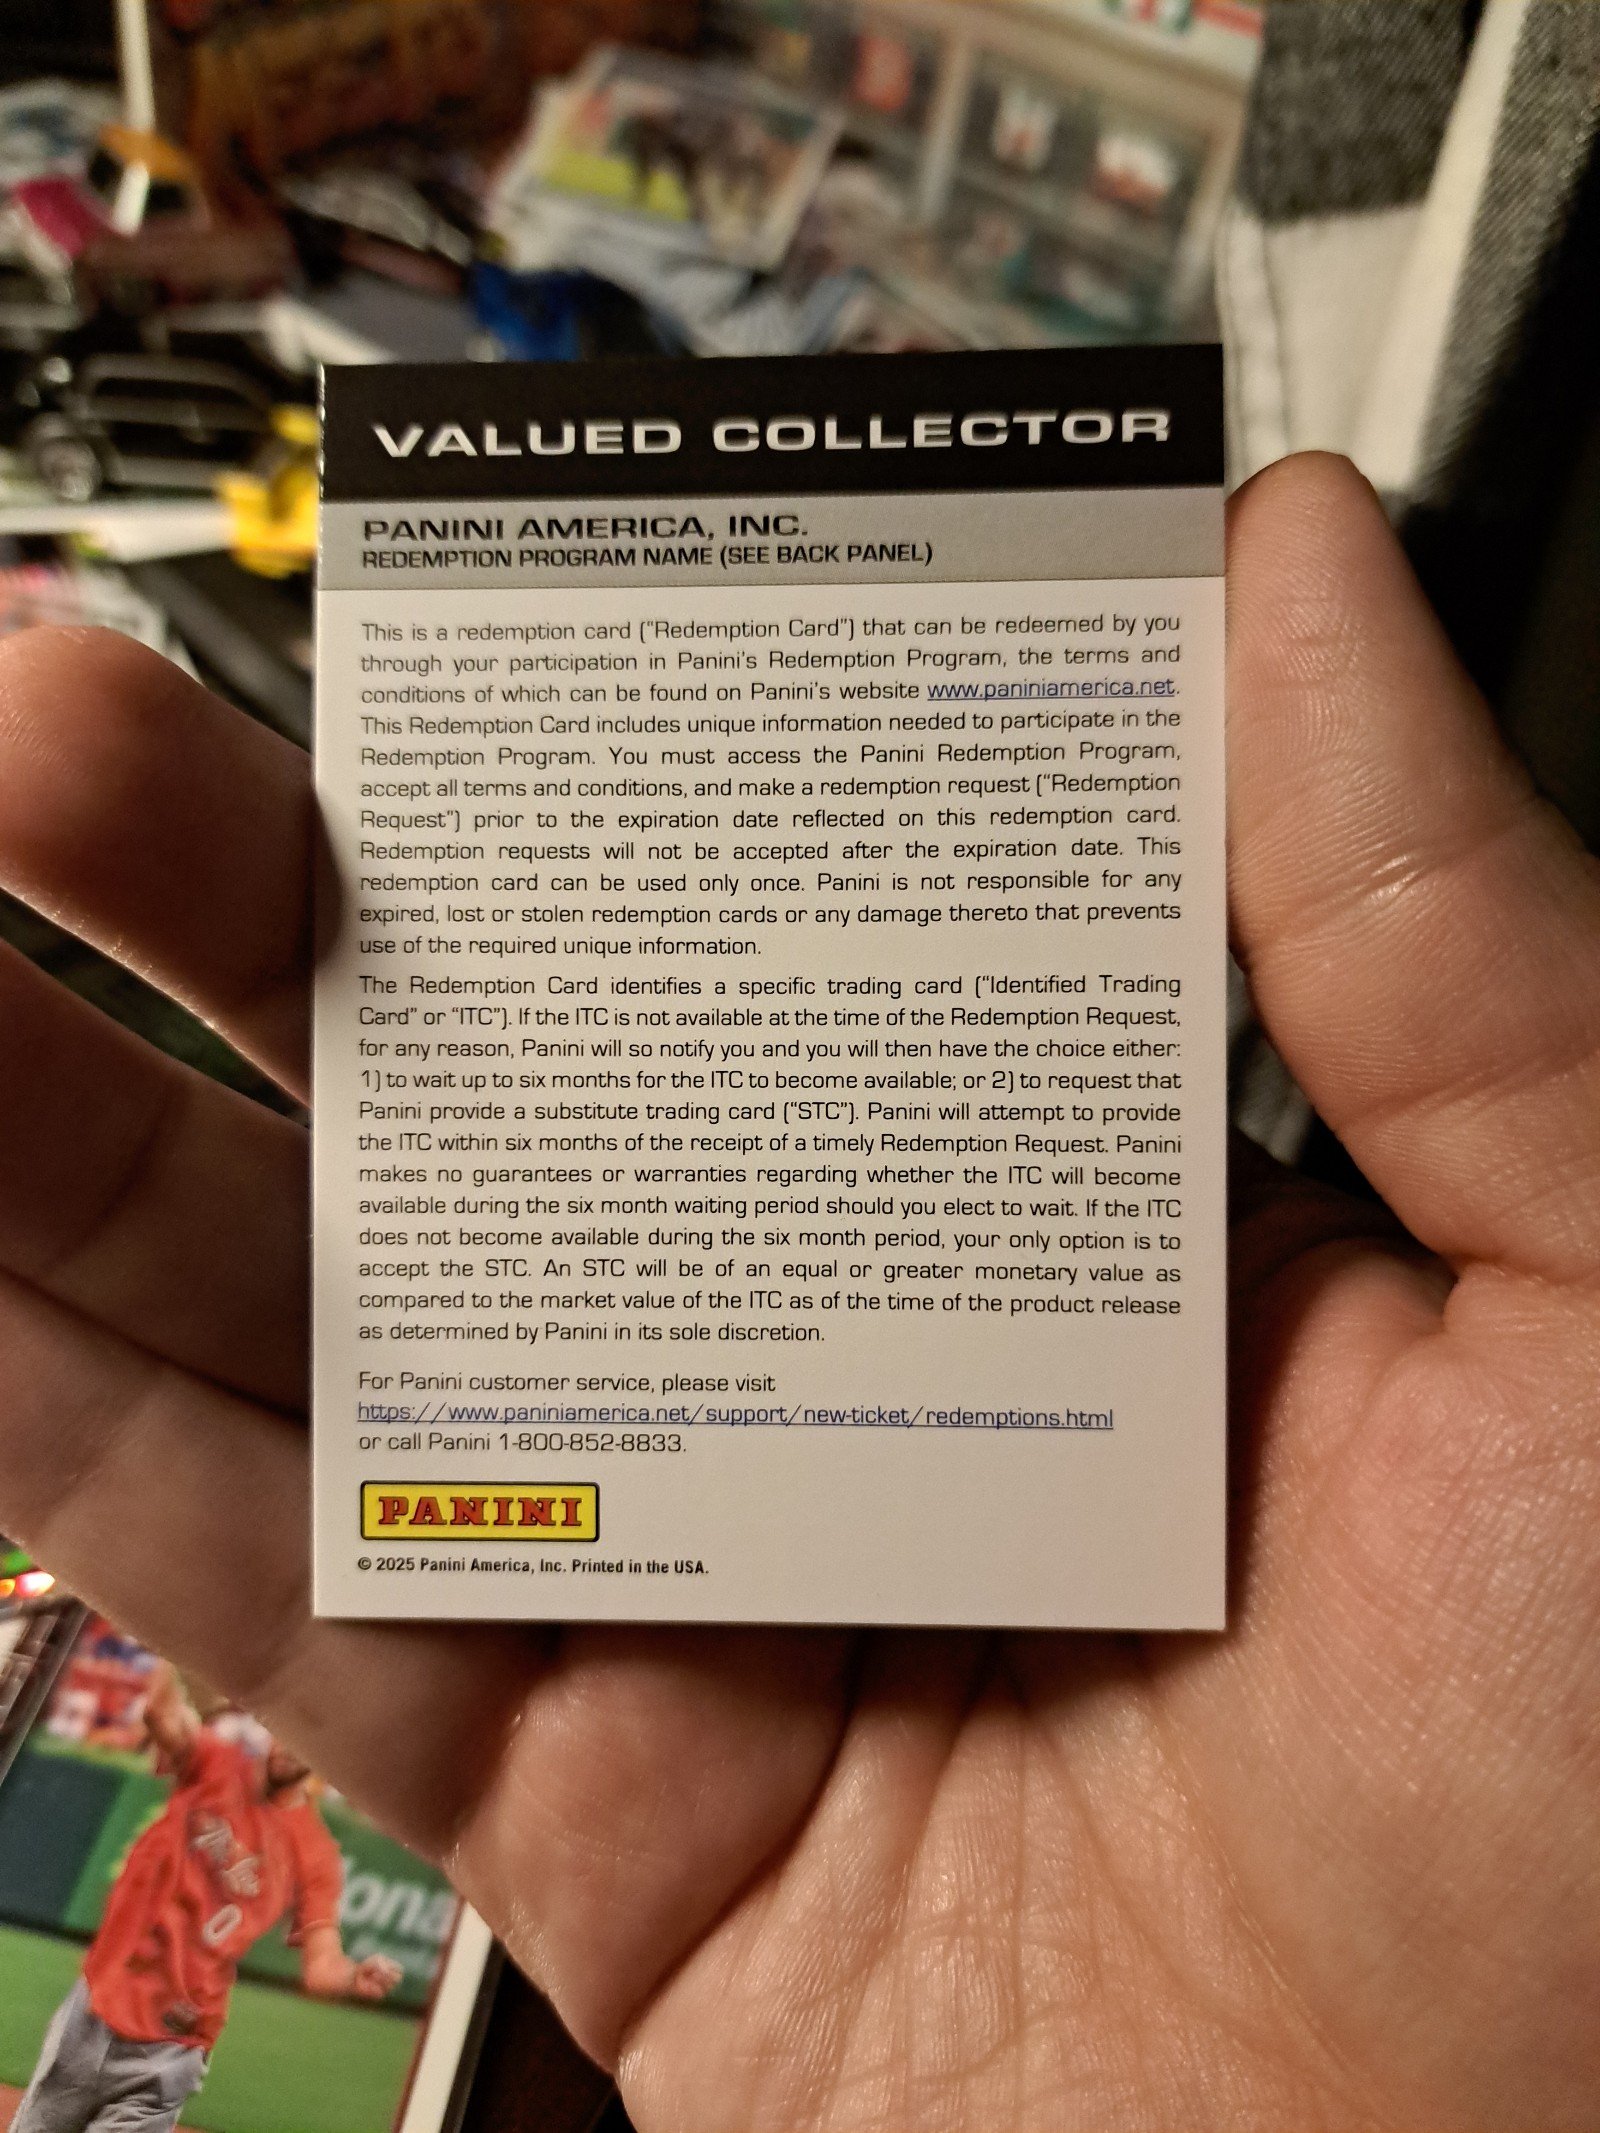 VALUED COLLECTOR
PANINI AMERICA, INC.
REDEMPTION PROGRAM NAME (SEE BACK PANEL)
This is a redemption card ("Redemption Card") that can be redeemed by you
through your participation in Panini's Redemption Program, the terms and
conditions of which can be found on Panini's website www.paniniamerica.net.
This Redemption Card includes unique information needed to participate in the
Redemption Program. You must access the Panini Redemption Program,
accept all terms and conditions, and make a redemption request ("Redemption
Request") prior to the expiration date reflected on this redemption card.
Redemption requests will not be accepted after the expiration date. This
redemption card can be used only once. Panini is not responsible for any
expired, lost or stolen redemption cards or any damage thereto that prevents
use of the required unique information.
The Redemption Card identifies a specific trading card ("Identified Trading
Card" or "ITC"). If the ITC is not available at the time of the Redemption Request,
for any reason, Panini will so notify you and you will then have the choice either:
1) to wait up to six months for the ITC to become available; or 2) to request that
Panini provide a substitute trading card ("STC"). Panini will attempt to provide
the ITC within six months of the receipt of a timely Redemption Request. Panini
makes no guarantees or warranties regarding whether the ITC will become
available during the six month waiting period should you elect to wait. If the ITC
does not become available during the six month period, your only option is to
accept the STC. An STC will be of an equal or greater monetary value as
compared to the market value of the ITC as of the time of the product release
as determined by Panini in its sole discretion.
For Panini customer service, please visit
https://www.paniniamerica.net/support/new-ticket/redemptions.html
or call Panini 1-800-852-8833.
PANINI
© 2025 Panini America, Inc. Printed in the USA.
0